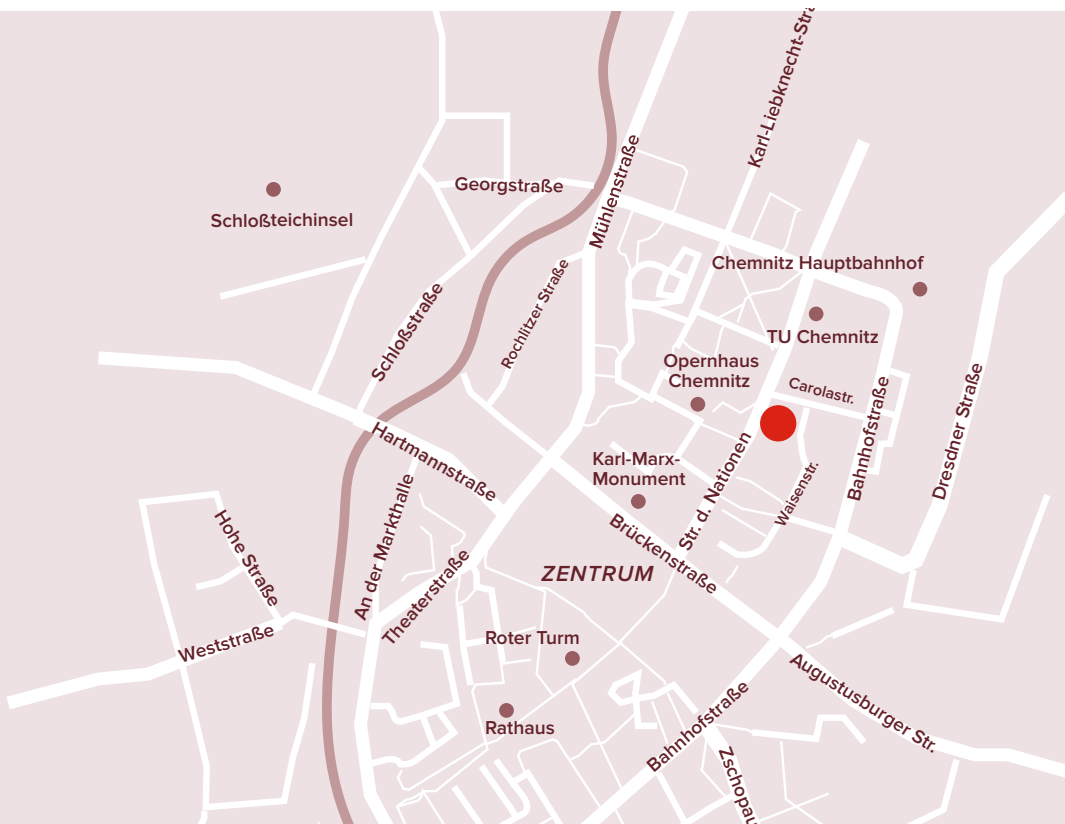 Karl-Liebknecht-Stra
Mühlenstraße
Georgstraße
Schloßteichinsel
Chemnitz Hauptbahnhof
Schloßstraße
Rochlitzer Straße
TU Chemnitz
Opernhaus
Chemnitz
Carolastr.
Bahnhofstraße
Dresdner Straße
Hartmannstraße
Karl-Marx-
Monument
Str. d. Nationen
Waisenstr.
An der Markthalle
Hohe Straße
Brückenstraße
ZENTRUM
Theaterstraße
Weststraße
Roter Turm
Rathaus
Augustusburger Str.
Bahnhofstraße
Zschopau